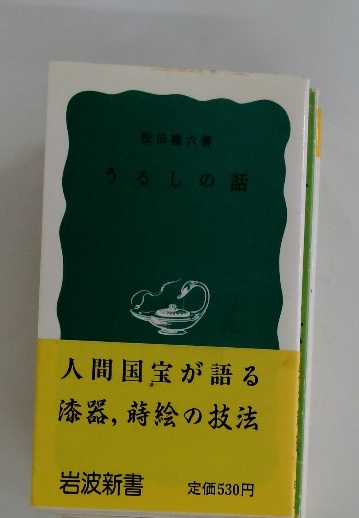 松田権六著
うるしの話
人間国宝が語る
漆器,蒔絵の技法
岩波新書
定価530円